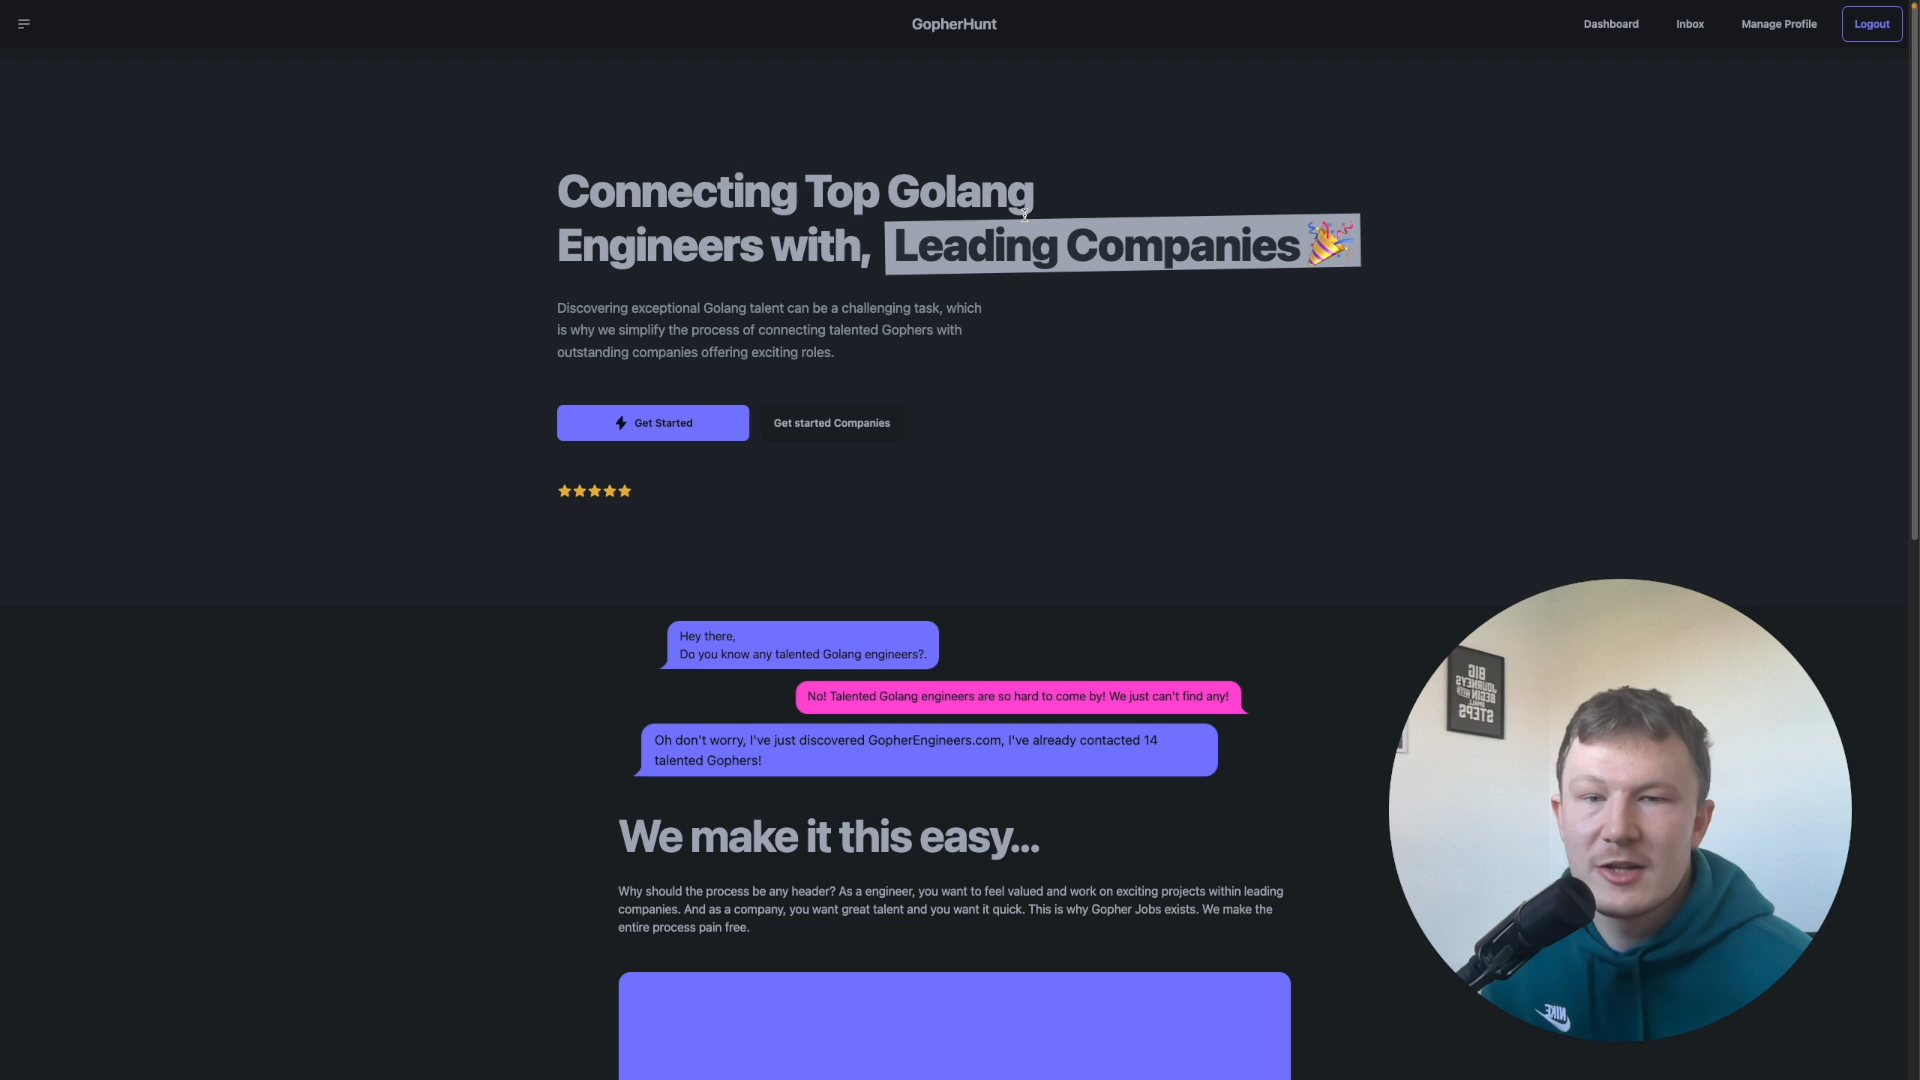 GopherHunt
Dashboard
Inbox
Manage Profile
Logout
Connecting Top Golang
Engineers with, Leading Companies🎉
Discovering exceptional Golang talent can be a challenging task, which
is why we simplify the process of connecting talented Gophers with
outstanding companies offering exciting roles.
Get Started
Get started Companies
Hey there,
Do you know any talented Golang engineers?.
No! Talented Golang engineers are so hard to come by! We just can't find any!
Oh don't worry, I've just discovered GopherEngineers.com, I've already contacted 14
talented Gophers!
We make it this easy...
Why should the process be any header? As a engineer, you want to feel valued and work on exciting projects within leading
companies. And as a company, you want great talent and you want it quick. This is why Gopher Jobs exists. We make the
entire process pain free.
BIG
JOURNEYS
BEGIN WITH
SMALL
STEPS
NIKE